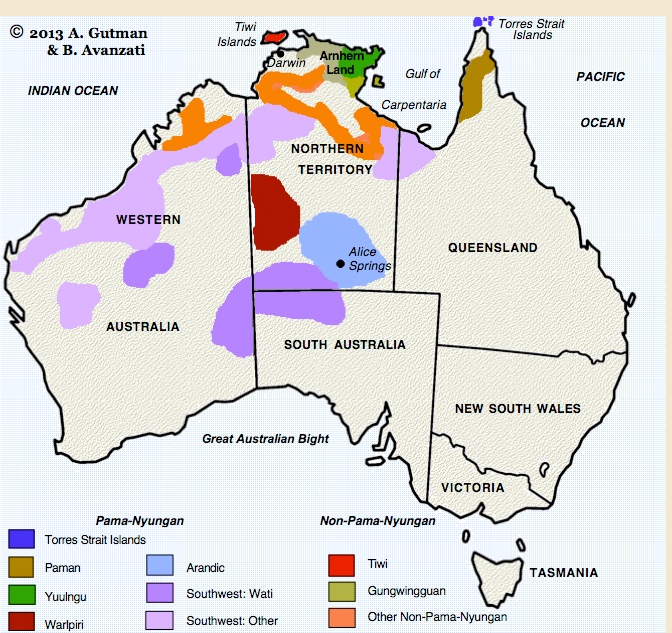 © 2013 A. Gutman
& B. Avanzati
Tiwi
Islands
Torres Strait
Islands
Darwin
Arnhern
Land
Gulf of
Carpentaria
PACIFIC
OCEAN
INDIAN OCEAN
NORTHERN
TERRITORY
WESTERN
AUSTRALIA
QUEENSLAND
Alice
Springs
SOUTH AUSTRALIA
NEW SOUTH WALES
Great Australian Bight
VICTORIA
TASMANIA
Pama-Nyungan
Non-Pama-Nyungan
Torres Strait Islands
Paman
Yuulngu
Warlpiri
Arandic
Southwest: Wati
Southwest: Other
Tiwi
Gungwingguan
Other Non-Pama-Nyungan